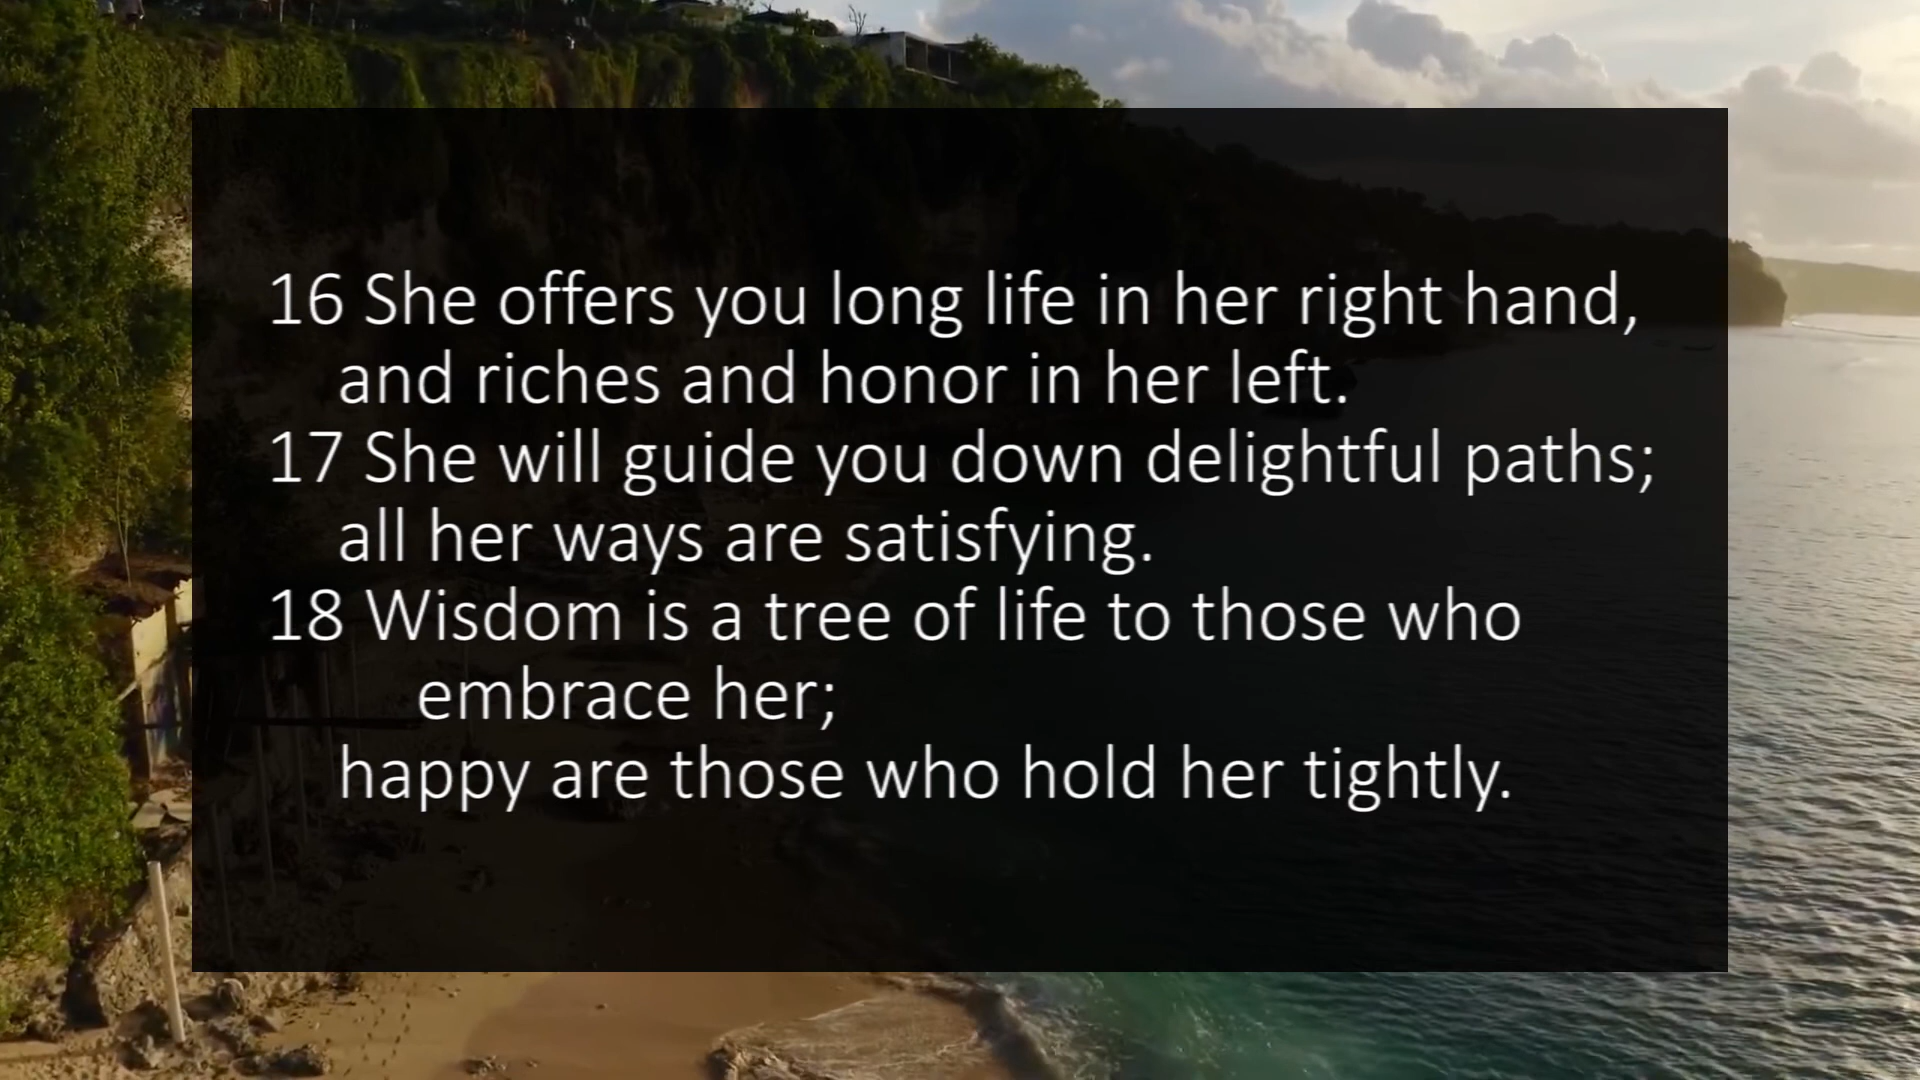 16 She offers you long life in her right hand,
and riches and honor in her left.
17 She will guide you down delightful paths;
all her ways are satisfying.
18 Wisdom is a tree of life to those who
embrace her;
happy are those who hold her tightly.